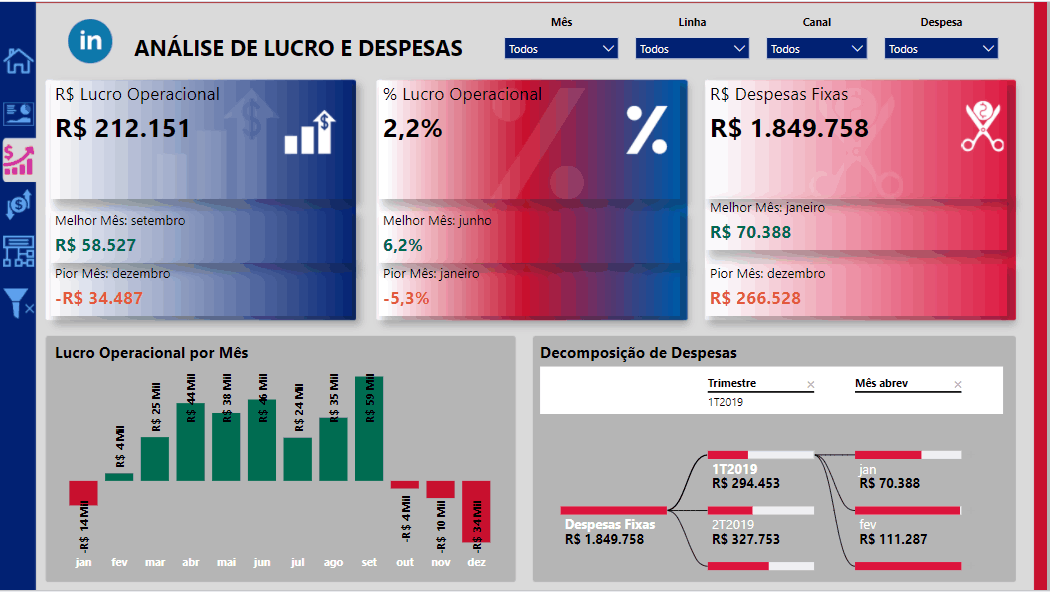 in
ANÁLISE DE LUCRO E DESPESAS
Mês
Linha
Canal
Despesa
Todos
Todos
Todos
Todos
R$ Lucro Operacional
R$ 212.151
Melhor Mês: setembro
R$ 58.527
Pior Mês: dezembro
-R$ 34.487
% Lucro Operacional
2,2%
%
Melhor Mês: junho
6,2%
Pior Mês: janeiro
-5,3%
R$ Despesas Fixas
R$ 1.849.758
Melhor Mês: janeiro
R$ 70.388
Pior Mês: dezembro
R$ 266.528
Lucro Operacional por Mês
-R$ 14 Mil
R$ 4 Mil
R$ 25 Mil
R$ 44 Mil
R$ 38 Mil
R$ 46 Mil
R$ 24 Mil
R$ 35 Mil
R$ 59 Mil
-R$ 4 Mil
-R$ 10 Mil
-R$ 34 Mil
jan fev mar abr mai jun jul ago set out nov dez
Decomposição de Despesas
Trimestre
1T2019
Mês abrev
Despesas Fixas
R$ 1.849.758
1T2019
R$ 294.453
2T2019
R$ 327.753
jan
R$ 70.388
fev
R$ 111.287